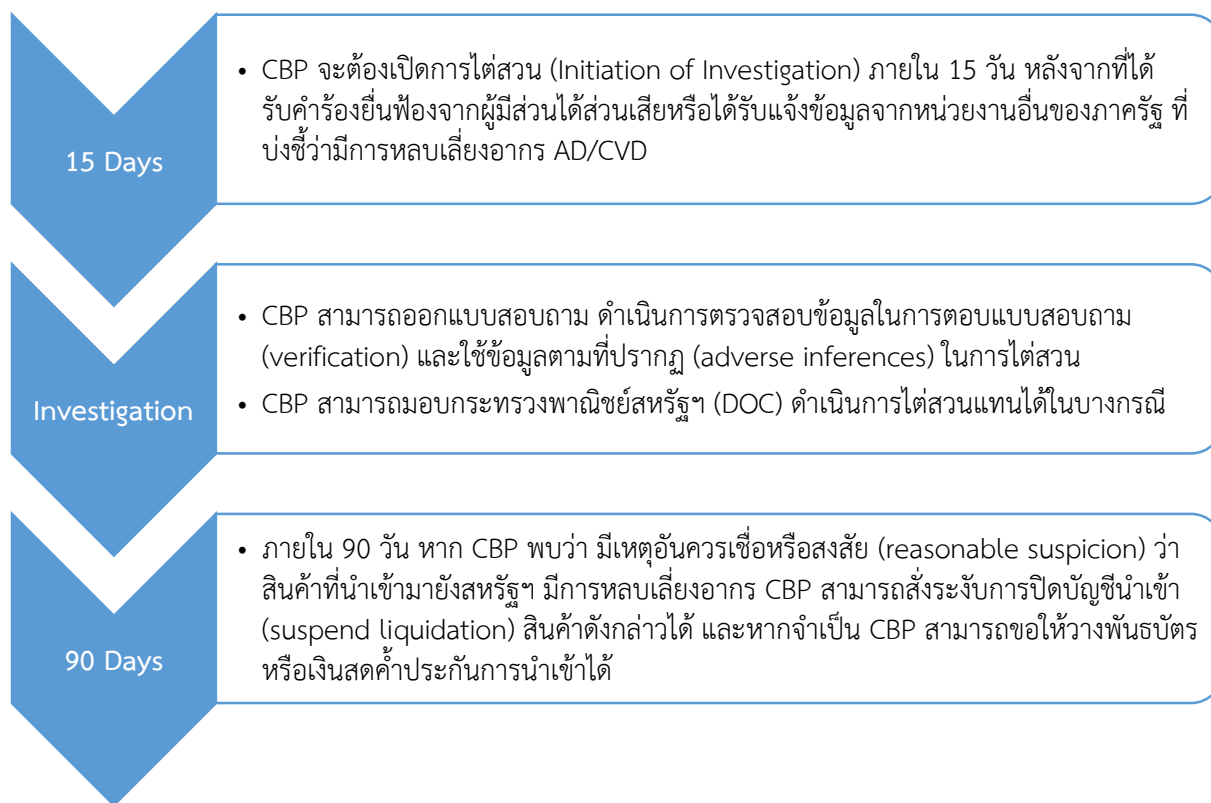 15 Days
• CBP จะต้องเปิดการไต่สวน (Initiation of Investigation) ภายใน 15 วัน หลังจากที่ได้
รับคำร้องยื่นฟ้องจากผู้มีส่วนได้ส่วนเสียหรือได้รับแจ้งข้อมูลจากหน่วยงานอื่นของภาครัฐ ที่
บ่งชี้ว่ามีการหลบเลี่ยงอากร AD/CVD
Investigation
• CBP สามารถออกแบบสอบถาม ดำเนินการตรวจสอบข้อมูลในการตอบแบบสอบถาม
(verification) และใช้ข้อมูลตามที่ปรากฏ (adverse inferences) ในการไต่สวน
• CBP สามารถมอบกระทรวงพาณิชย์สหรัฐฯ (DOC) ดำเนินการไต่สวนแทนได้ในบางกรณี
90 Days
• ภายใน 90 วัน หาก CBP พบว่า มีเหตุอันควรเชื่อหรือสงสัย (reasonable suspicion) ว่า
สินค้าที่นำเข้ามายังสหรัฐฯ มีการหลบเลี่ยงอากร CBP สามารถสั่งระงับการปิดบัญชีนำเข้า
(suspend liquidation) สินค้าดังกล่าวได้ และหากจำเป็น CBP สามารถขอให้วางพันธบัตร
หรือเงินสดค้ำประกันการนำเข้าได้